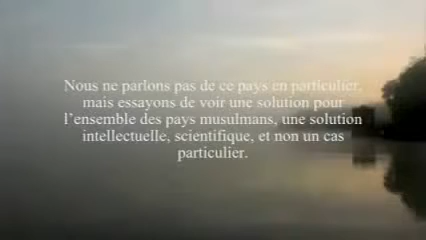 Nous ne parlons pas de ce pays en particulier,
mais essayons de voir une solution pour
l'ensemble des pays musulmans, une solution
intellectuelle, scientifique, et non un cas
particulier.